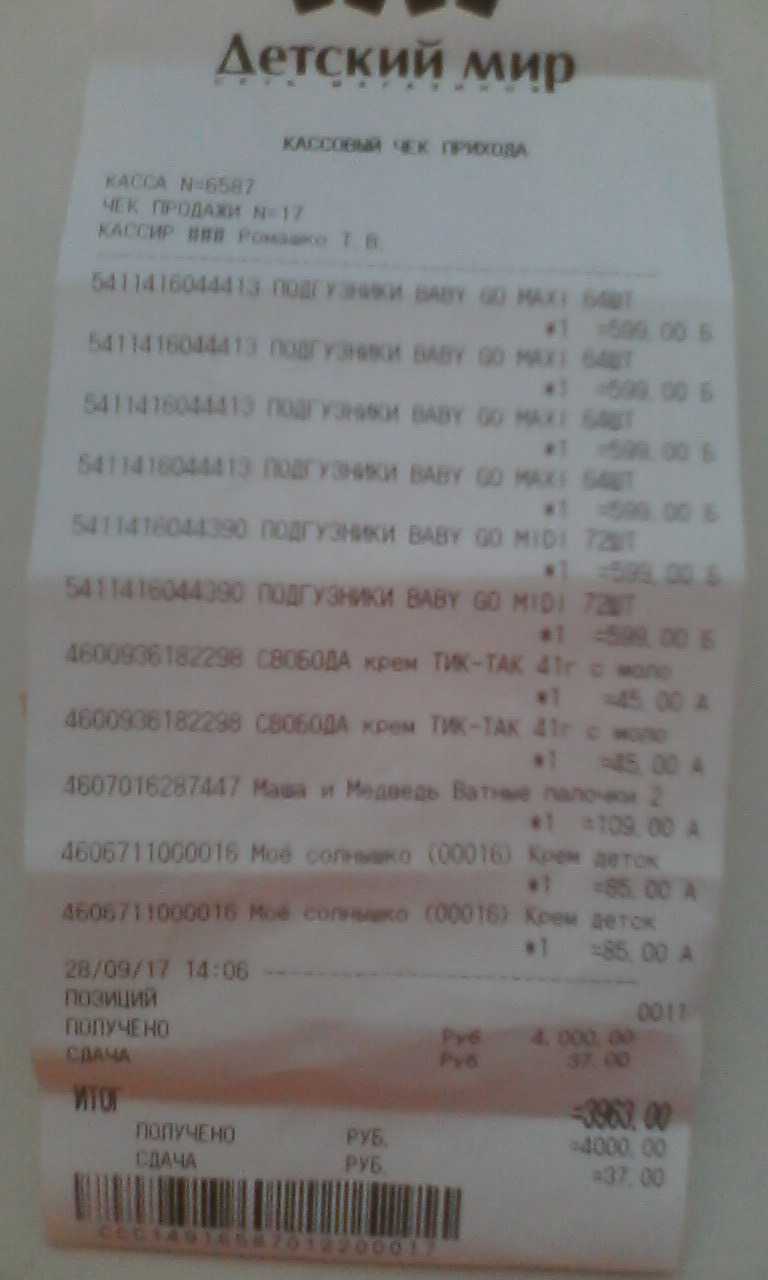 Детский мир
СЕТЬ МАГАЗИНОВ
КАССОВЫЙ ЧЕК ПРИХОДА
КАССА N=6587
ЧЕК ПРОДАЖИ N=17
КАССИР ### Ромашко Т. В.
5411416044413 ПОДГУЗНИКИ BABY GO MAXI 64ШТ
*1 =599.00 Б
5411416044413 ПОДГУЗНИКИ BABY GO MAXI 64ШТ
*1 =599.00 Б
5411416044413 ПОДГУЗНИКИ BABY GO MAXI 64ШТ
*1 =599.00 Б
5411416044413 ПОДГУЗНИКИ BABY GO MAXI 64ШТ
*1 =599.00 Б
5411416044390 ПОДГУЗНИКИ BABY GO MIDI 72ШТ
*1 =599.00 Б
5411416044390 ПОДГУЗНИКИ BABY GO MIDI 72ШТ
*1 =599.00 Б
4600936182298 СВОБОДА крем ТИК-ТАК 41г с моло
*1 =45.00 А
4600936182298 СВОБОДА крем ТИК-ТАК 41г с моло
*1 =45.00 А
4607016287447 Маша и Медведь Ватные палочки 2
*1 =109.00 А
4606711000016 Моё солнышко (00016) Крем детск
*1 =85.00 А
4606711000016 Моё солнышко (00016) Крем детск
*1 =85.00 А
28/09/17 14:06
ПОЗИЦИЙ 0011
ПОЛУЧЕНО Руб 4,000.00
СДАЧА Руб 37.00
ИТОГ =3963.00
ПОЛУЧЕНО РУБ. =4000.00
СДАЧА РУБ. =37.00
CCC1491658701220​0017